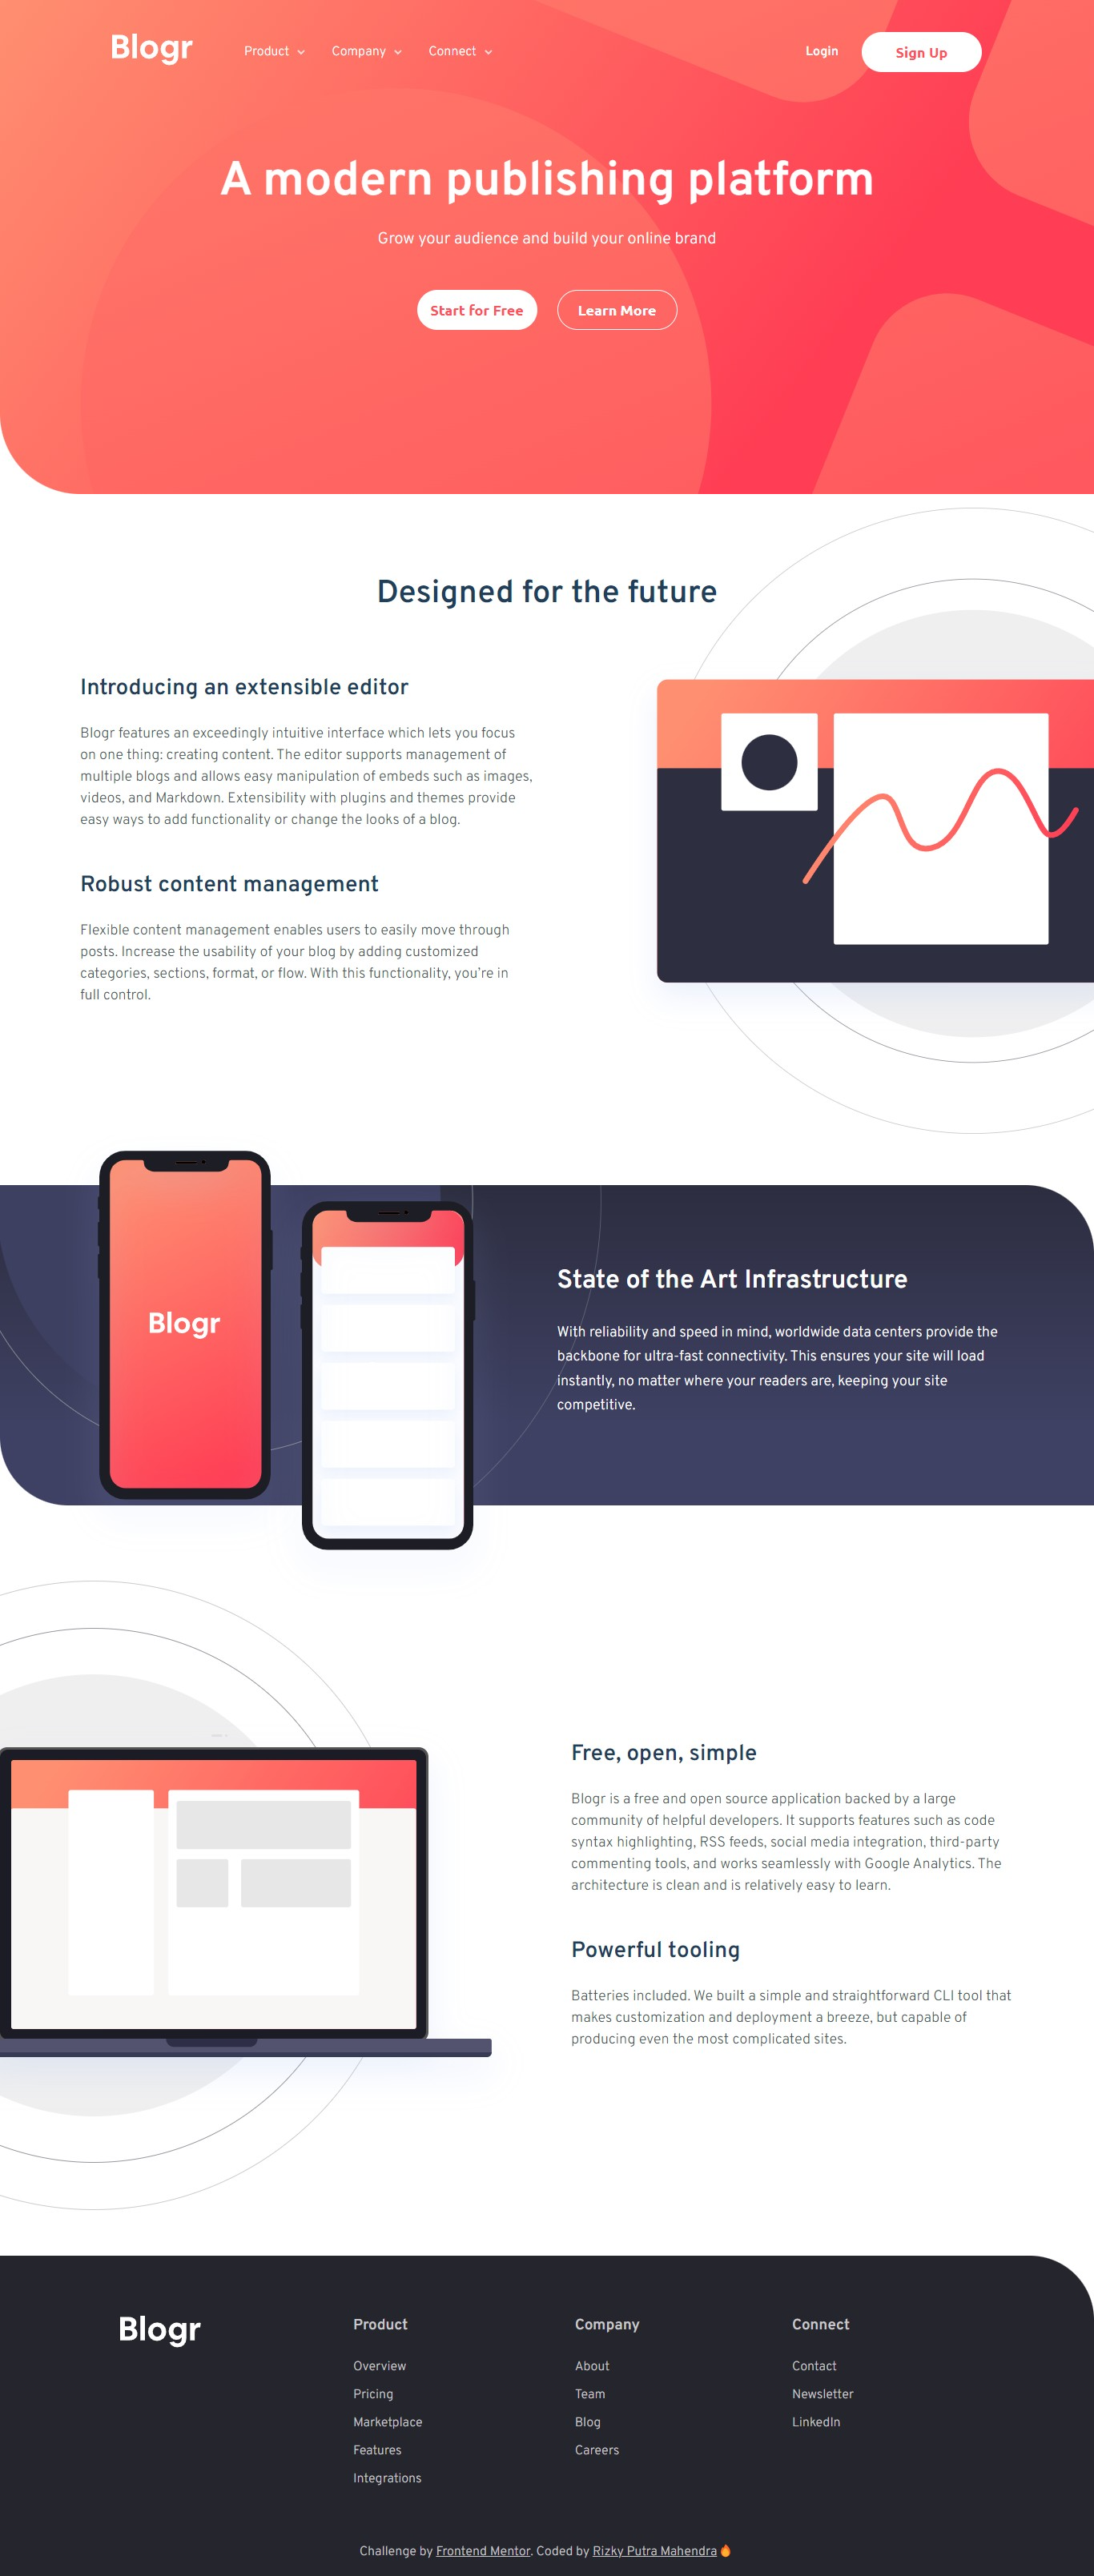 Blogr
Product
Company
Connect
Login
Sign Up
A modern publishing platform
Grow your audience and build your online brand
Start for Free
Learn More
Designed for the future
Introducing an extensible editor
Blogr features an exceedingly intuitive interface which lets you focus
on one thing: creating content. The editor supports management of
multiple blogs and allows easy manipulation of embeds such as images,
videos, and Markdown. Extensibility with plugins and themes provide
easy ways to add functionality or change the looks of a blog.
Robust content management
Flexible content management enables users to easily move through
posts. Increase the usability of your blog by adding customized
categories, sections, format, or flow. With this functionality, you're in
full control.
Blogr
State of the Art Infrastructure
With reliability and speed in mind, worldwide data centers provide the
backbone for ultra-fast connectivity. This ensures your site will load
instantly, no matter where your readers are, keeping your site
competitive.
Free, open, simple
Blogr is a free and open source application backed by a large
community of helpful developers. It supports features such as code
syntax highlighting, RSS feeds, social media integration, third-party
commenting tools, and works seamlessly with Google Analytics. The
architecture is clean and is relatively easy to learn.
Powerful tooling
Batteries included. We built a simple and straightforward CLI tool that
makes customization and deployment a breeze, but capable of
producing even the most complicated sites.
Blogr
Product
Overview
Pricing
Marketplace
Features
Integrations
Company
About
Team
Blog
Careers
Connect
Contact
Newsletter
LinkedIn
Challenge by Frontend Mentor. Coded by Rizky Putra Mahendra🔥